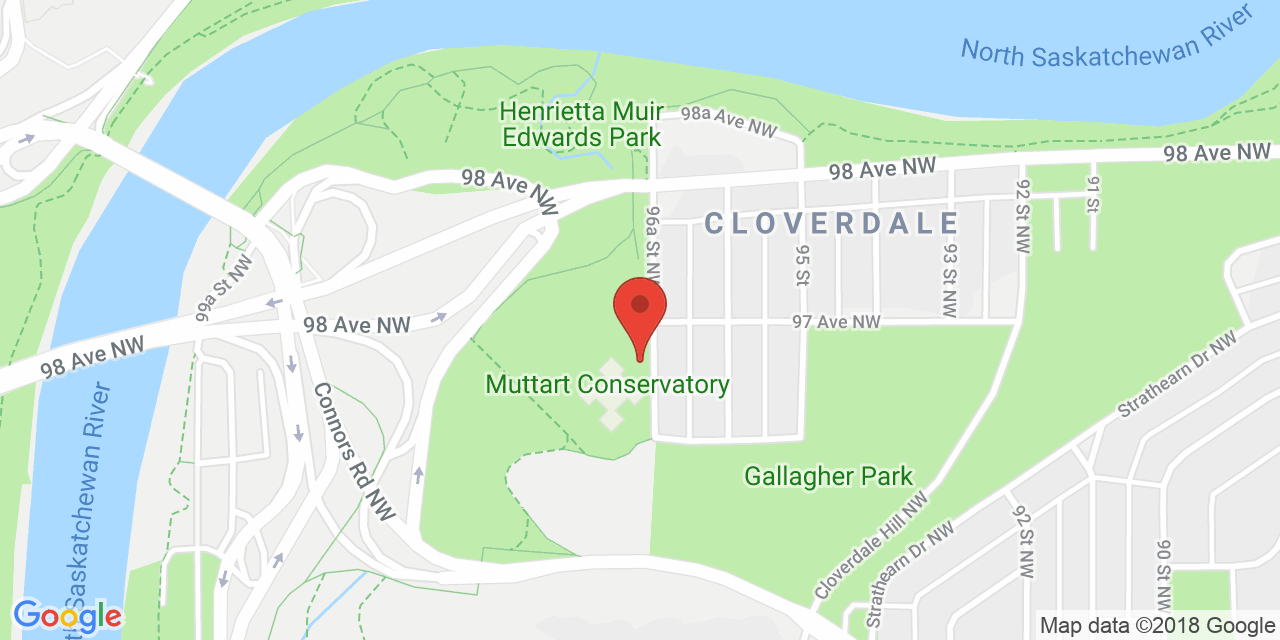 North Saskatchewan River
Henrietta Muir
Edwards Park
98a Ave NW
98 Ave NW
98 Ave NW
98 Ave NW
91 St
92 St NW
96a St NW
CLOVERDALE
95 St
93 St NW
99a St NW
97 Ave NW
98 Ave NW
98 Ave NW
Strathearn Dr NW
Muttart Conservatory
Connors Rd NW
Saskatchewan River
Gallagher Park
Cloverdale Hill NW
Strathearn Dr NW
92 St NW
90 St NW
Google
Map data ©2018 Google